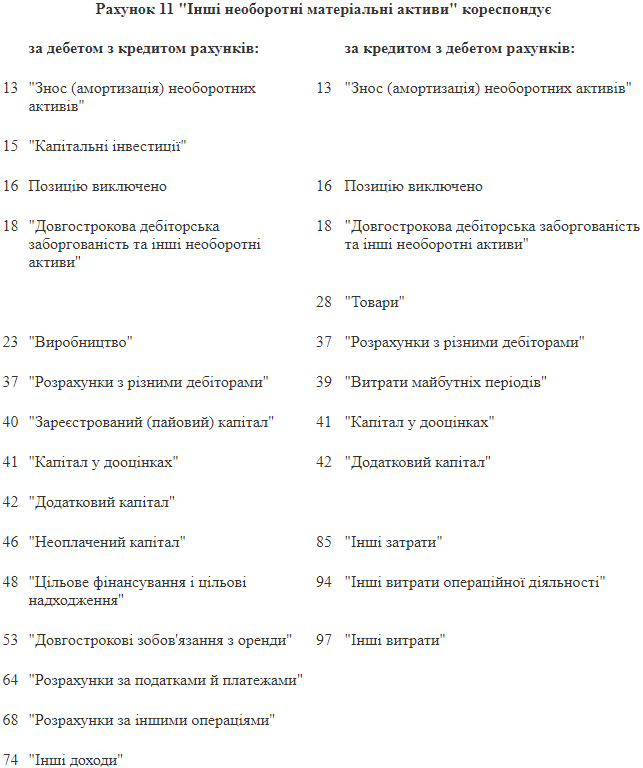 Рахунок 11 "Інші необоротні матеріальні активи" кореспондує
за дебетом з кредитом рахунків: за кредитом з дебетом рахунків:
13 "Знос (амортизація) необоротних 13 "Знос (амортизація) необоротних активів"
активів"
15 "Капітальні інвестиції"
16 Позицію виключено 16 Позицію виключено
18 "Довгострокова дебіторська 18 "Довгострокова дебіторська заборгованість
заборгованість та інші необоротні та інші необоротні активи"
активи"
28 "Товари"
23 "Виробництво" 37 "Розрахунки з різними дебіторами"
37 "Розрахунки з різними дебіторами" 39 "Витрати майбутніх періодів"
40 "Зареєстрований (пайовий) капітал" 41 "Капітал у дооцінках"
41 "Капітал у дооцінках" 42 "Додатковий капітал"
42 "Додатковий капітал"
46 "Неоплачений капітал" 85 "Інші затрати"
48 "Цільове фінансування і цільові 94 "Інші витрати операційної діяльності"
надходження"
53 "Довгострокові зобов'язання з оренди" 97 "Інші витрати"
64 "Розрахунки за податками й платежами"
68 "Розрахунки за іншими операціями"
74 "Інші доходи"